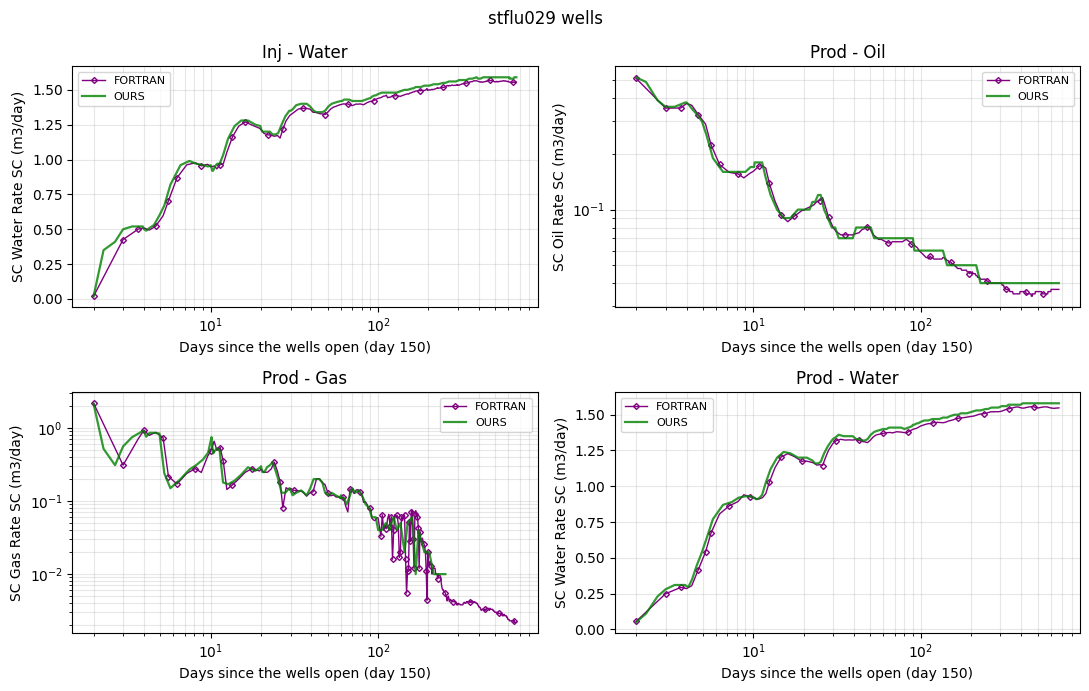 stflu029 wells
Inj - Water
SC Water Rate SC (m3/day)
1.50
1.25
1.00
0.75
0.50
0.25
0.00
FORTRAN
OURS
10¹
10²
Days since the wells open (day 150)
Prod - Oil
SC Oil Rate SC (m3/day)
10⁻¹
FORTRAN
OURS
10¹
10²
Days since the wells open (day 150)
Prod - Gas
SC Gas Rate SC (m3/day)
10⁰
10⁻¹
10⁻²
FORTRAN
OURS
10¹
10²
Days since the wells open (day 150)
Prod - Water
SC Water Rate SC (m3/day)
1.50
1.25
1.00
0.75
0.50
0.25
0.00
FORTRAN
OURS
10¹
10²
Days since the wells open (day 150)